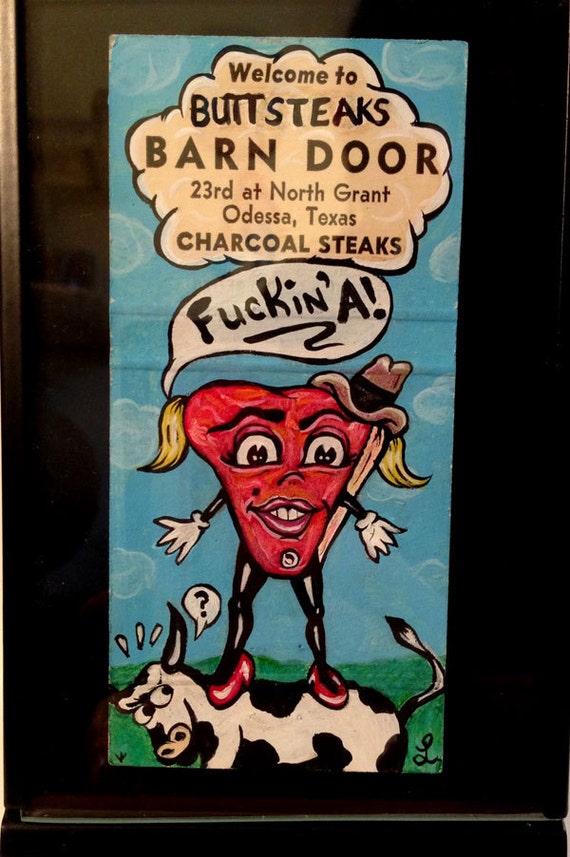 Welcome to
BUTTSTEAKS
BARN DOOR
23rd at North Grant
Odessa, Texas
CHARCOAL STEAKS
Fuckin' A!
?
L